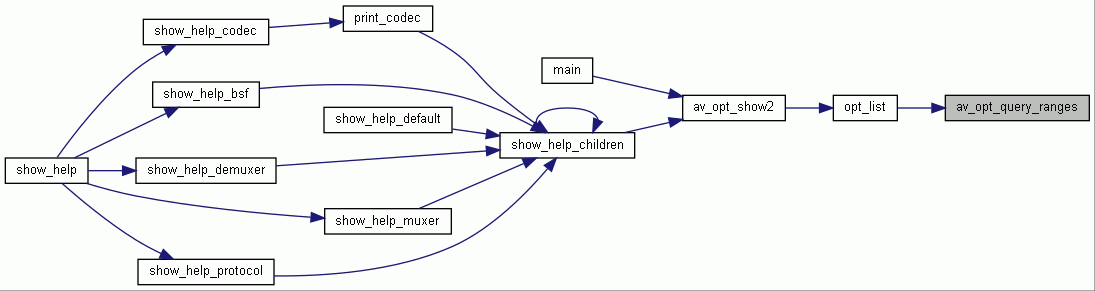 print_codec
show_help_codec
main
show_help_bsf
av_opt_show2
opt_list
av_opt_query_ranges
show_help_default
show_help_children
show_help
show_help_demuxer
show_help_muxer
show_help_protocol